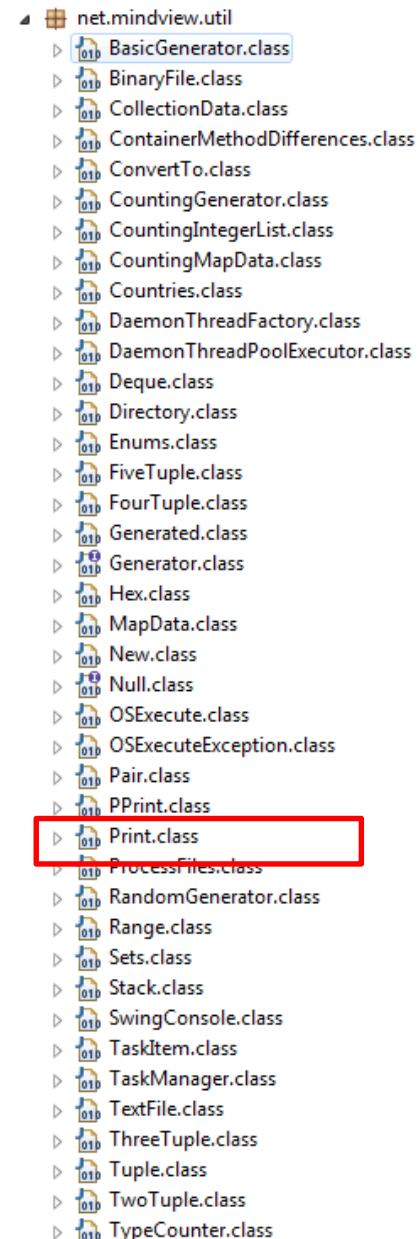 net.mindview.util
BasicGenerator.class
BinaryFile.class
CollectionData.class
ContainerMethodDifferences.class
ConvertTo.class
CountingGenerator.class
CountingIntegerList.class
CountingMapData.class
Countries.class
DaemonThreadFactory.class
DaemonThreadPoolExecutor.class
Deque.class
Directory.class
Enums.class
FiveTuple.class
FourTuple.class
Generated.class
Generator.class
Hex.class
MapData.class
New.class
Null.class
OSExecute.class
OSExecuteException.class
Pair.class
PPrint.class
Print.class
ProcessFiles.class
RandomGenerator.class
Range.class
Sets.class
Stack.class
SwingConsole.class
TaskItem.class
TaskManager.class
TextFile.class
ThreeTuple.class
Tuple.class
TwoTuple.class
TypeCounter.class